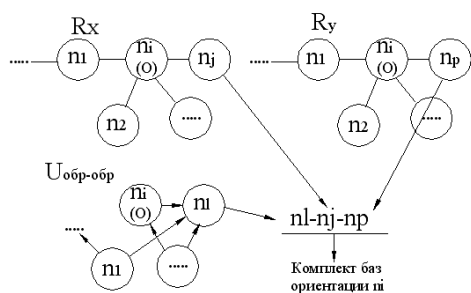 Rx
Ry
..... n1 ni (O) nj
..... n1 ni (O) np
n2 .....
n2 .....
Uобр-обр
ni (O) n1
.....
n1 .....
nl-nj-np
Комплект баз
ориентации ni